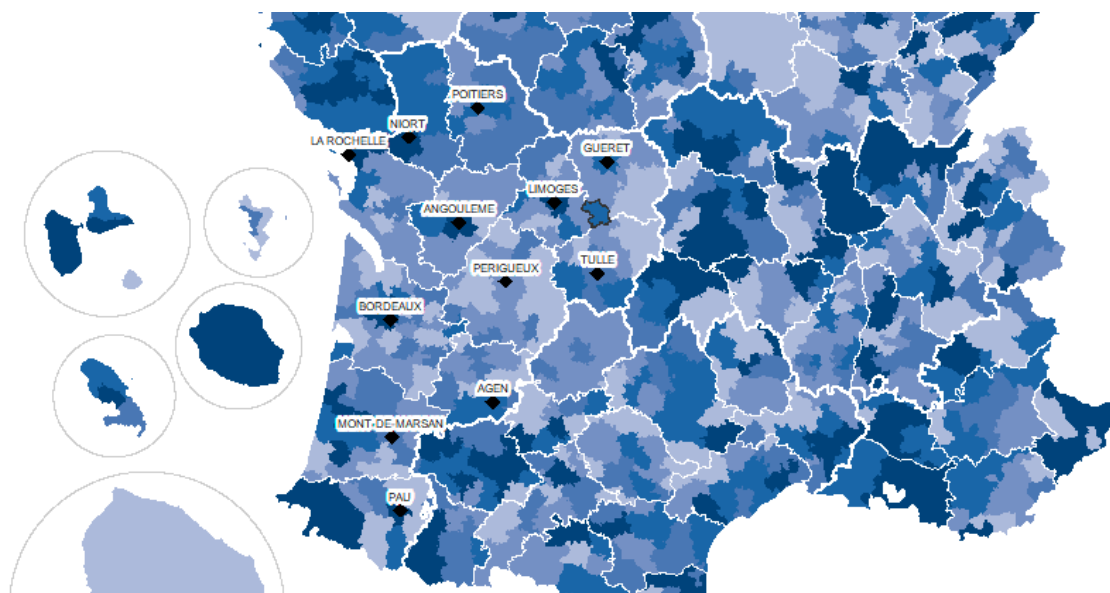 POITIERS
NIORT
LA ROCHELLE
GUERET
LIMOGES
ANGOULEME
TULLE
PERIGUEUX
BORDEAUX
AGEN
MONT-DE-MARSAN
PAU